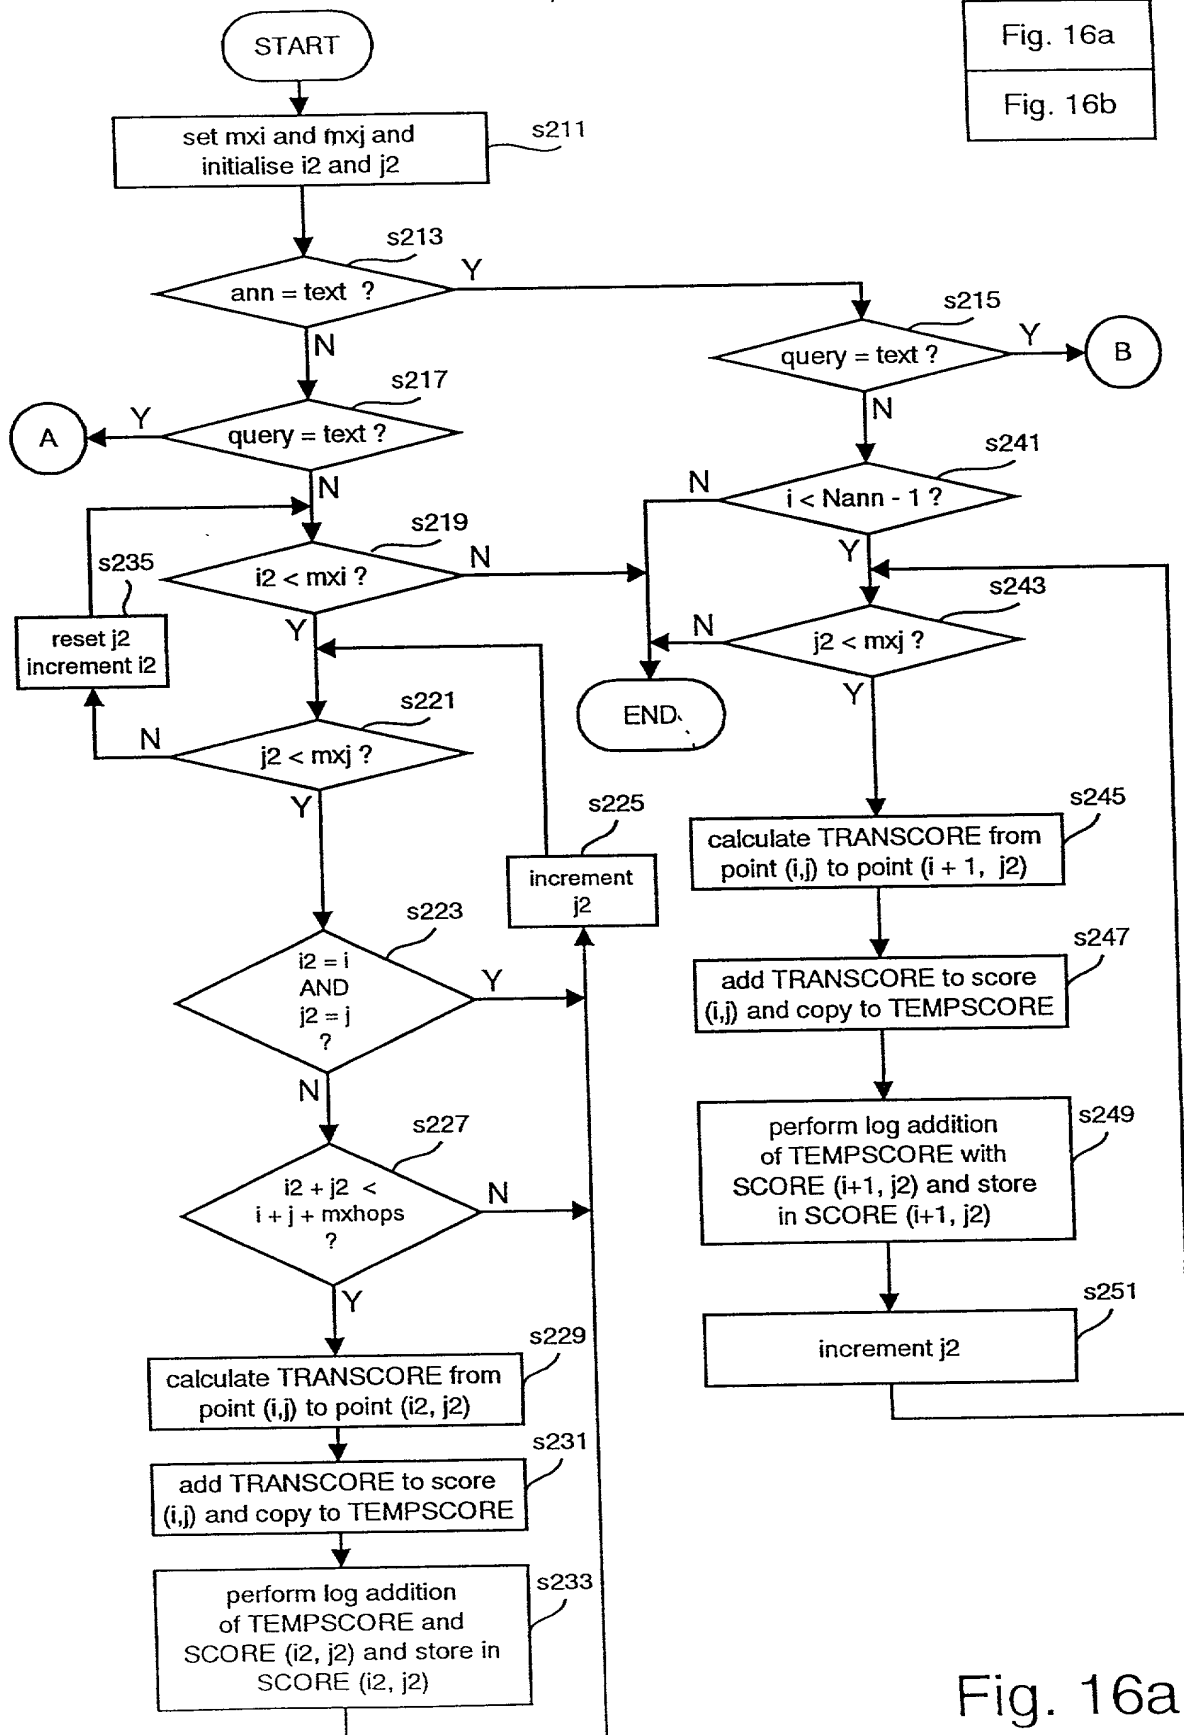 START
Fig. 16a
Fig. 16b
set mxi and mxj and
initialise i2 and j2
s211
s213
ann = text ?
Y
N
s215
query = text ?
Y
B
N
s217
query = text ?
Y
A
N
s241
i < Nann - 1 ?
N
Y
s219
i2 < mxi ?
N
Y
s235
reset j2
increment i2
s243
j2 < mxj ?
N
Y
END
s221
j2 < mxj ?
N
Y
s225
increment
j2
s245
calculate TRANSCORE from
point (i,j) to point (i + 1, j2)
s223
i2 = i
AND
j2 = j
?
Y
N
s247
add TRANSCORE to score
(i,j) and copy to TEMPSCORE
s227
i2 + j2 <
i + j + mxhops
?
N
Y
s249
perform log addition
of TEMPSCORE with
SCORE (i+1, j2) and store
in SCORE (i+1, j2)
s251
increment j2
s229
calculate TRANSCORE from
point (i,j) to point (i2, j2)
s231
add TRANSCORE to score
(i,j) and copy to TEMPSCORE
s233
perform log addition
of TEMPSCORE and
SCORE (i2, j2) and store in
SCORE (i2, j2)
Fig. 16a